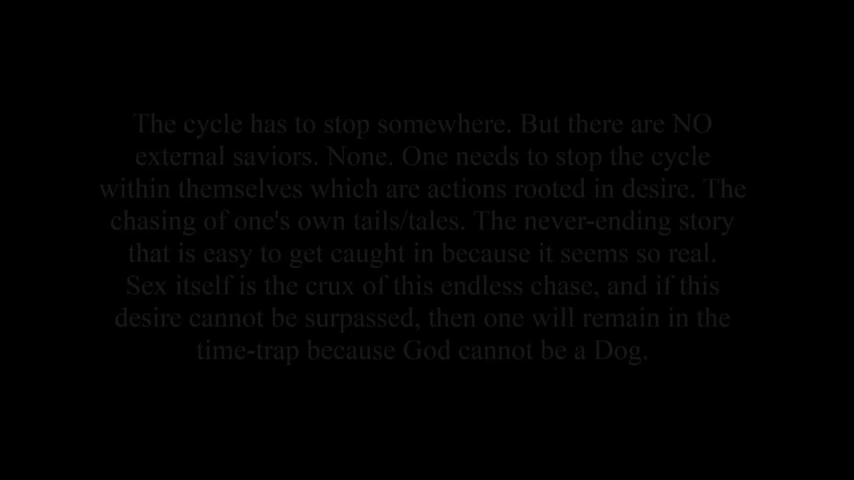 The cycle has to stop somewhere. But there are NO
external saviors. None. One needs to stop the cycle
within themselves which are actions rooted in desire. The
chasing of one's own tails/tales. The never-ending story
that is easy to get caught in because it seems so real.
Sex itself is the crux of this endless chase, and if this
desire cannot be surpassed, then one will remain in the
time-trap because God cannot be a Dog.